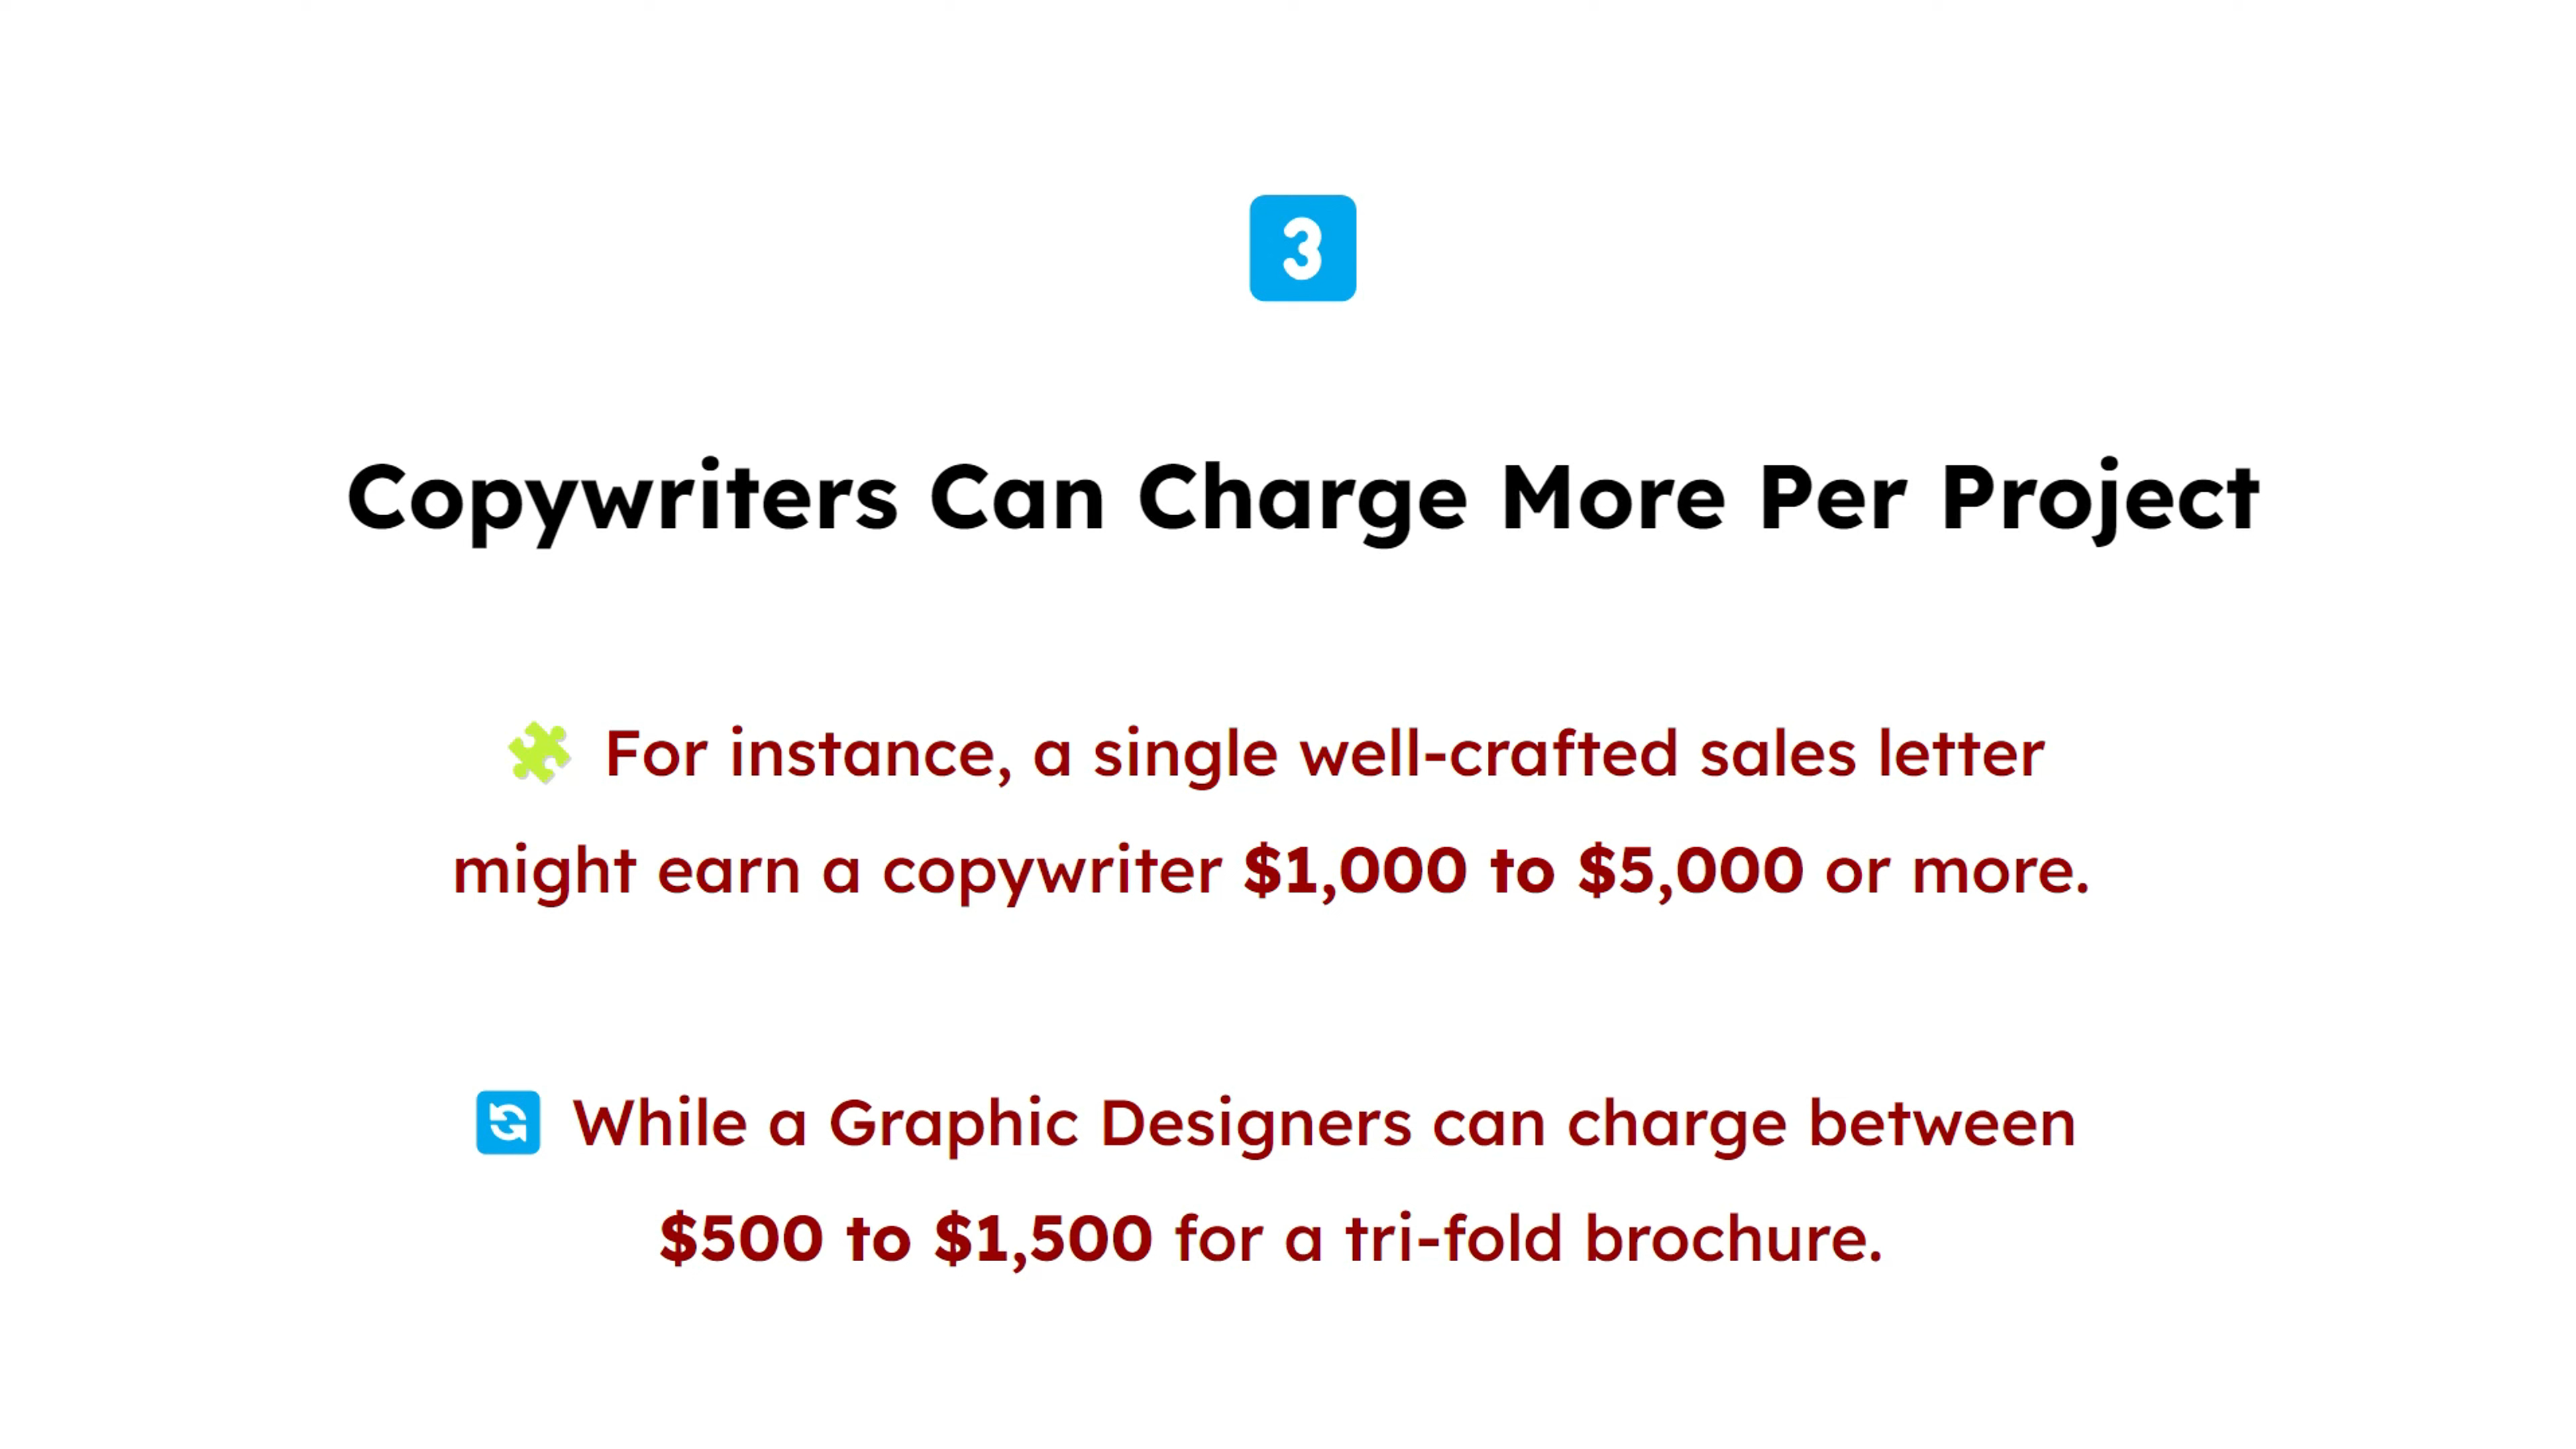 3
Copywriters Can Charge More Per Project
For instance, a single well-crafted sales letter
might earn a copywriter $1,000 to $5,000 or more.
While a Graphic Designers can charge between
$500 to $1,500 for a tri-fold brochure.